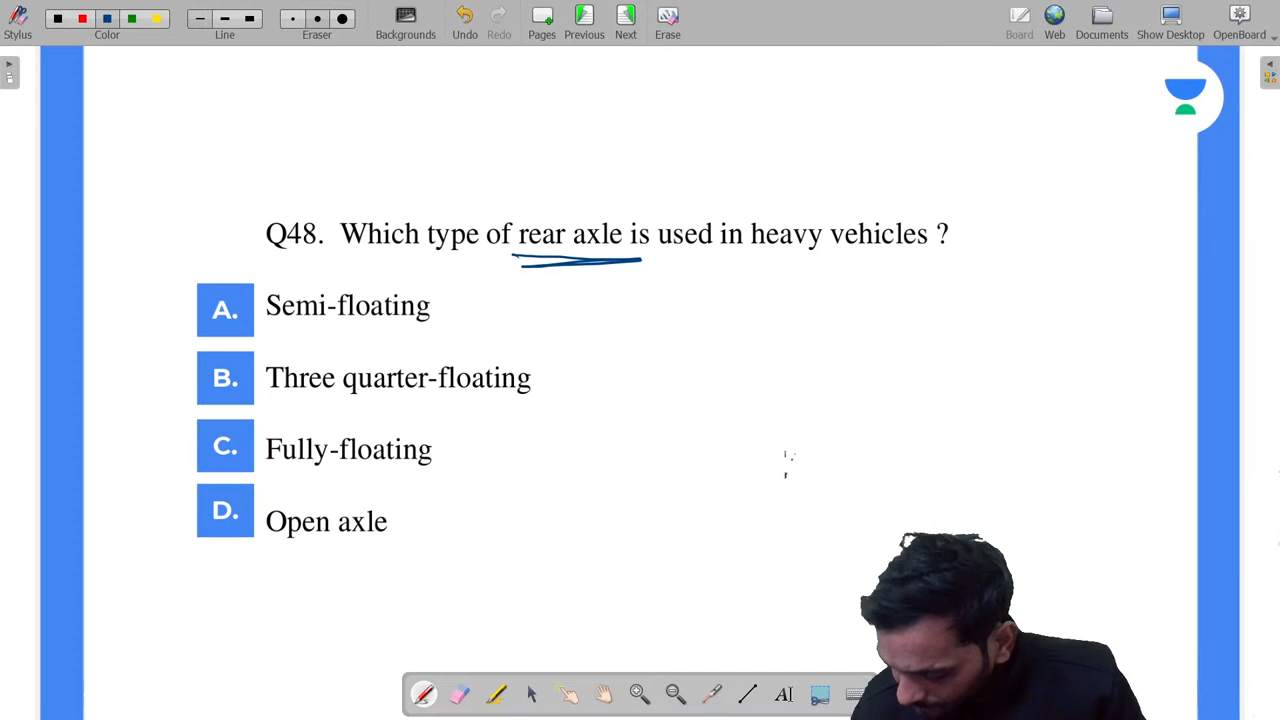 Stylus
Color
Line
Eraser
Backgrounds
Undo
Redo
Pages
Previous
Next
Erase
Board
Web
Documents
Show Desktop
OpenBoard
Q48. Which type of rear axle is used in heavy vehicles ?
A. Semi-floating
B. Three quarter-floating
C. Fully-floating
D. Open axle